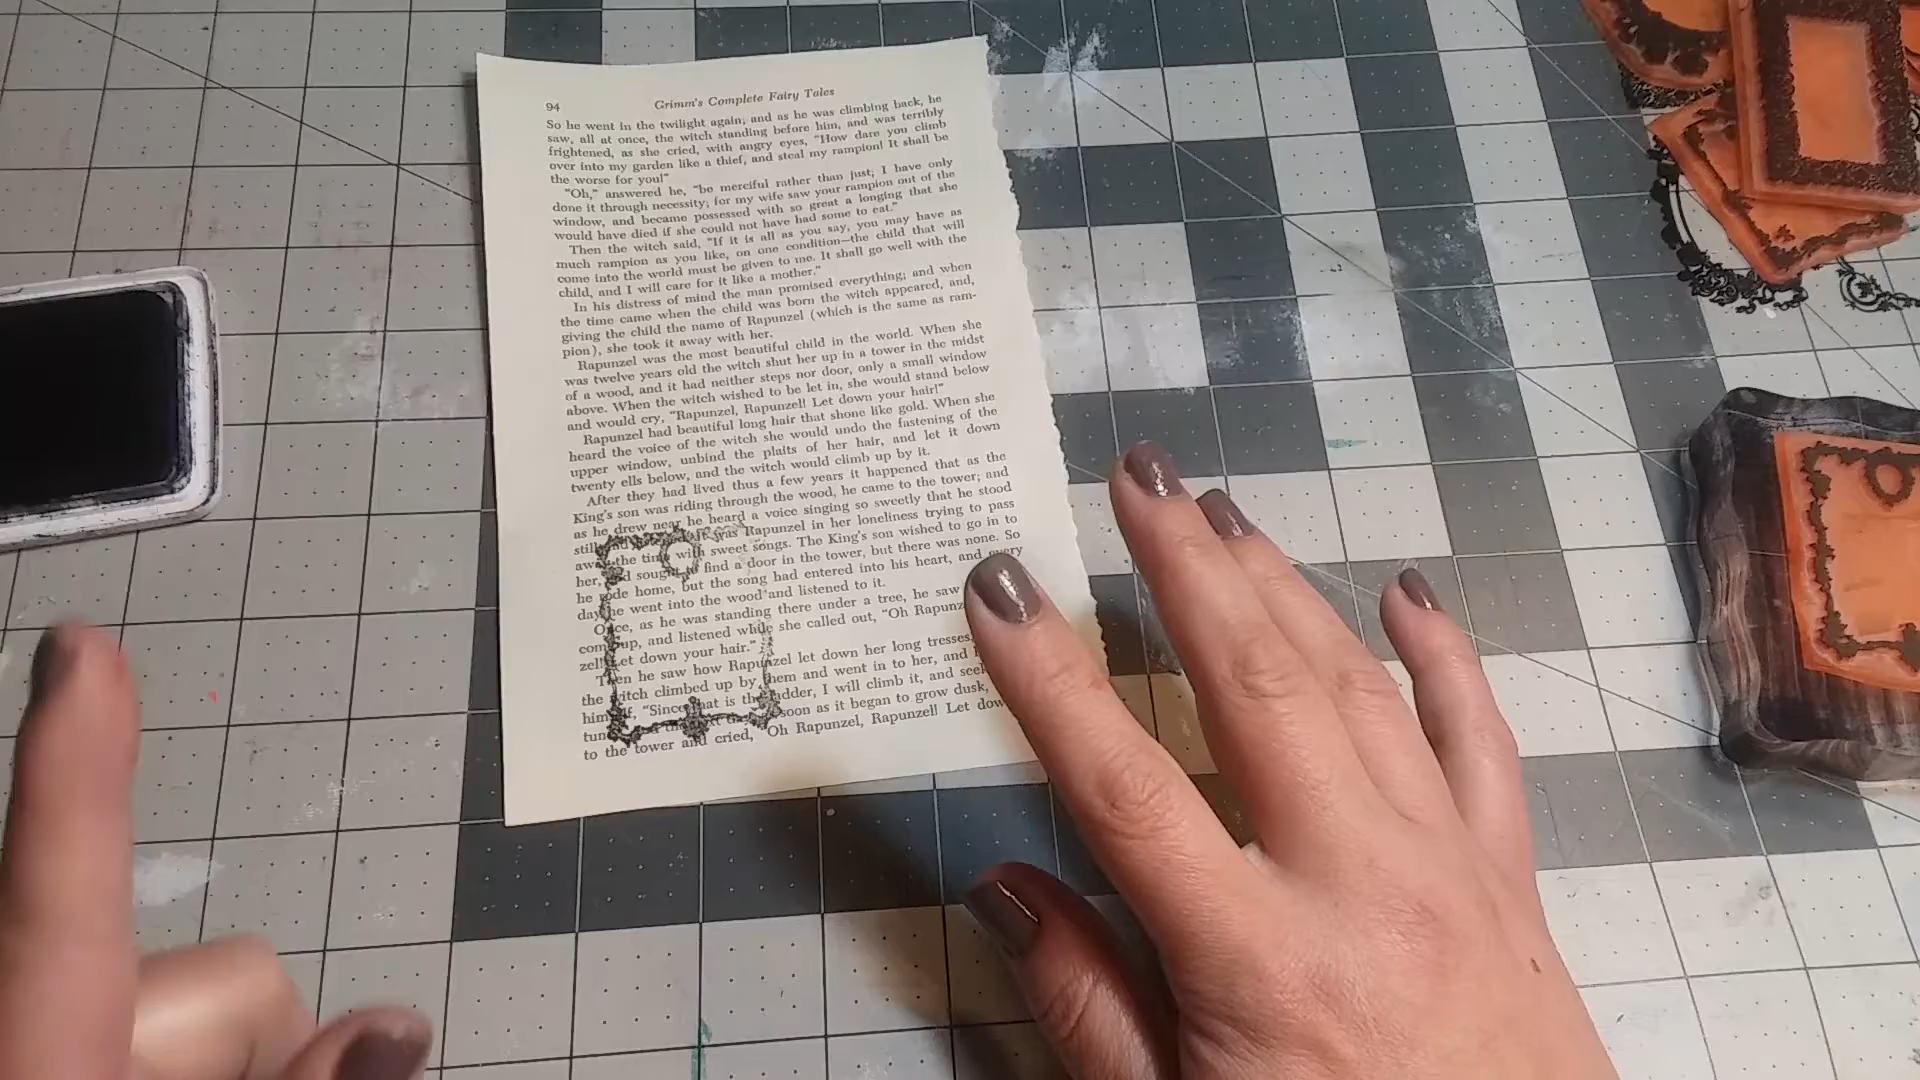 94 Grimm's Complete Fairy Tales
So he went in the twilight again; and as he was climbing back, he
saw, all at once, the witch standing before him, and was terribly
frightened, as she cried, with angry eyes, "How dare you climb
over into my garden like a thief, and steal my rampion! It shall be
the worse for you!"
"Oh," answered he, "be merciful rather than just; I have only
done it through necessity; for my wife saw your rampion out of the
window, and became possessed with so great a longing that she
would have died if she could not have had some to eat."
Then the witch said, "If it is all as you say, you may have as
much rampion as you like, on one condition—the child that will
come into the world must be given to me. It shall go well with the
child, and I will care for it like a mother."
In his distress of mind the man promised everything; and when
the time came when the child was born the witch appeared, and,
giving the child the name of Rapunzel (which is the same as ram-
pion), she took it away with her.
Rapunzel was the most beautiful child in the world. When she
was twelve years old the witch shut her up in a tower in the midst
of a wood, and it had neither steps nor door, only a small window
above. When the witch wished to be let in, she would stand below
and would cry, "Rapunzel, Rapunzel! Let down your hair!"
Rapunzel had beautiful long hair that shone like gold. When she
heard the voice of the witch she would undo the fastening of the
upper window, unbind the plaits of her hair, and let it down
twenty ells below, and the witch would climb up by it.
After they had lived thus a few years it happened that as the
King's son was riding through the wood, he came to the tower; and
as he drew near he heard a voice singing so sweetly that he stood
still and listened. It was Rapunzel in her loneliness trying to pass
away the time with sweet songs. The King's son wished to go in to
her, and sought to find a door in the tower, but there was none. So
he rode home, but the song had entered into his heart, and every
day he went into the wood and listened to it.
Once, as he was standing there under a tree, he saw
come up, and listened while she called out, "Oh Rapunz
zel! Let down your hair."
Then he saw how Rapunzel let down her long tresses,
the witch climbed up by them and went in to her, and
himself, "Since that is the ladder, I will climb it, and seek
soon as it began to grow dusk,
to the tower and cried, "Oh Rapunzel, Rapunzel! Let dow